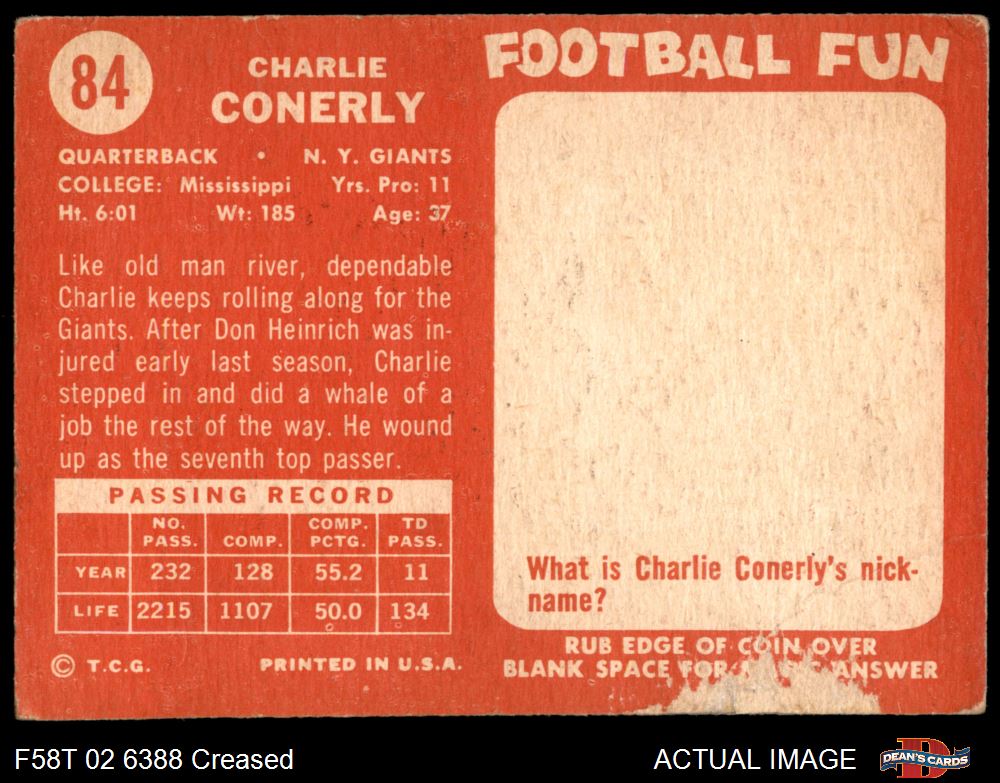 84
CHARLIE
CONERLY
QUARTERBACK • N. Y. GIANTS
COLLEGE: Mississippi Yrs. Pro: 11
Ht. 6:01 Wt: 185 Age: 37
Like old man river, dependable
Charlie keeps rolling along for the
Giants. After Don Heinrich was in-
jured early last season, Charlie
stepped in and did a whale of a
job the rest of the way. He wound
up as the seventh top passer.
PASSING RECORD
NO. PASS. COMP. COMP. PCTG. TD PASS.
YEAR 232 128 55.2 11
LIFE 2215 1107 50.0 134
© T.C.G. PRINTED IN U.S.A.
FOOTBALL FUN
What is Charlie Conerly's nick-
name?
RUB EDGE OF COIN OVER
BLANK SPACE FOR ANSWER
F58T 02 6388 Creased
ACTUAL IMAGE
DEAN'S CARDS